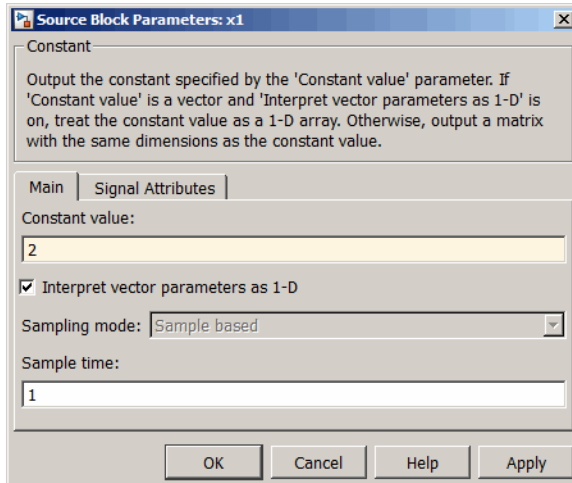 Source Block Parameters: x1
Constant
Output the constant specified by the 'Constant value' parameter. If
'Constant value' is a vector and 'Interpret vector parameters as 1-D' is
on, treat the constant value as a 1-D array. Otherwise, output a matrix
with the same dimensions as the constant value.
Main Signal Attributes
Constant value:
2
Interpret vector parameters as 1-D
Sampling mode: Sample based
Sample time:
1
OK Cancel Help Apply